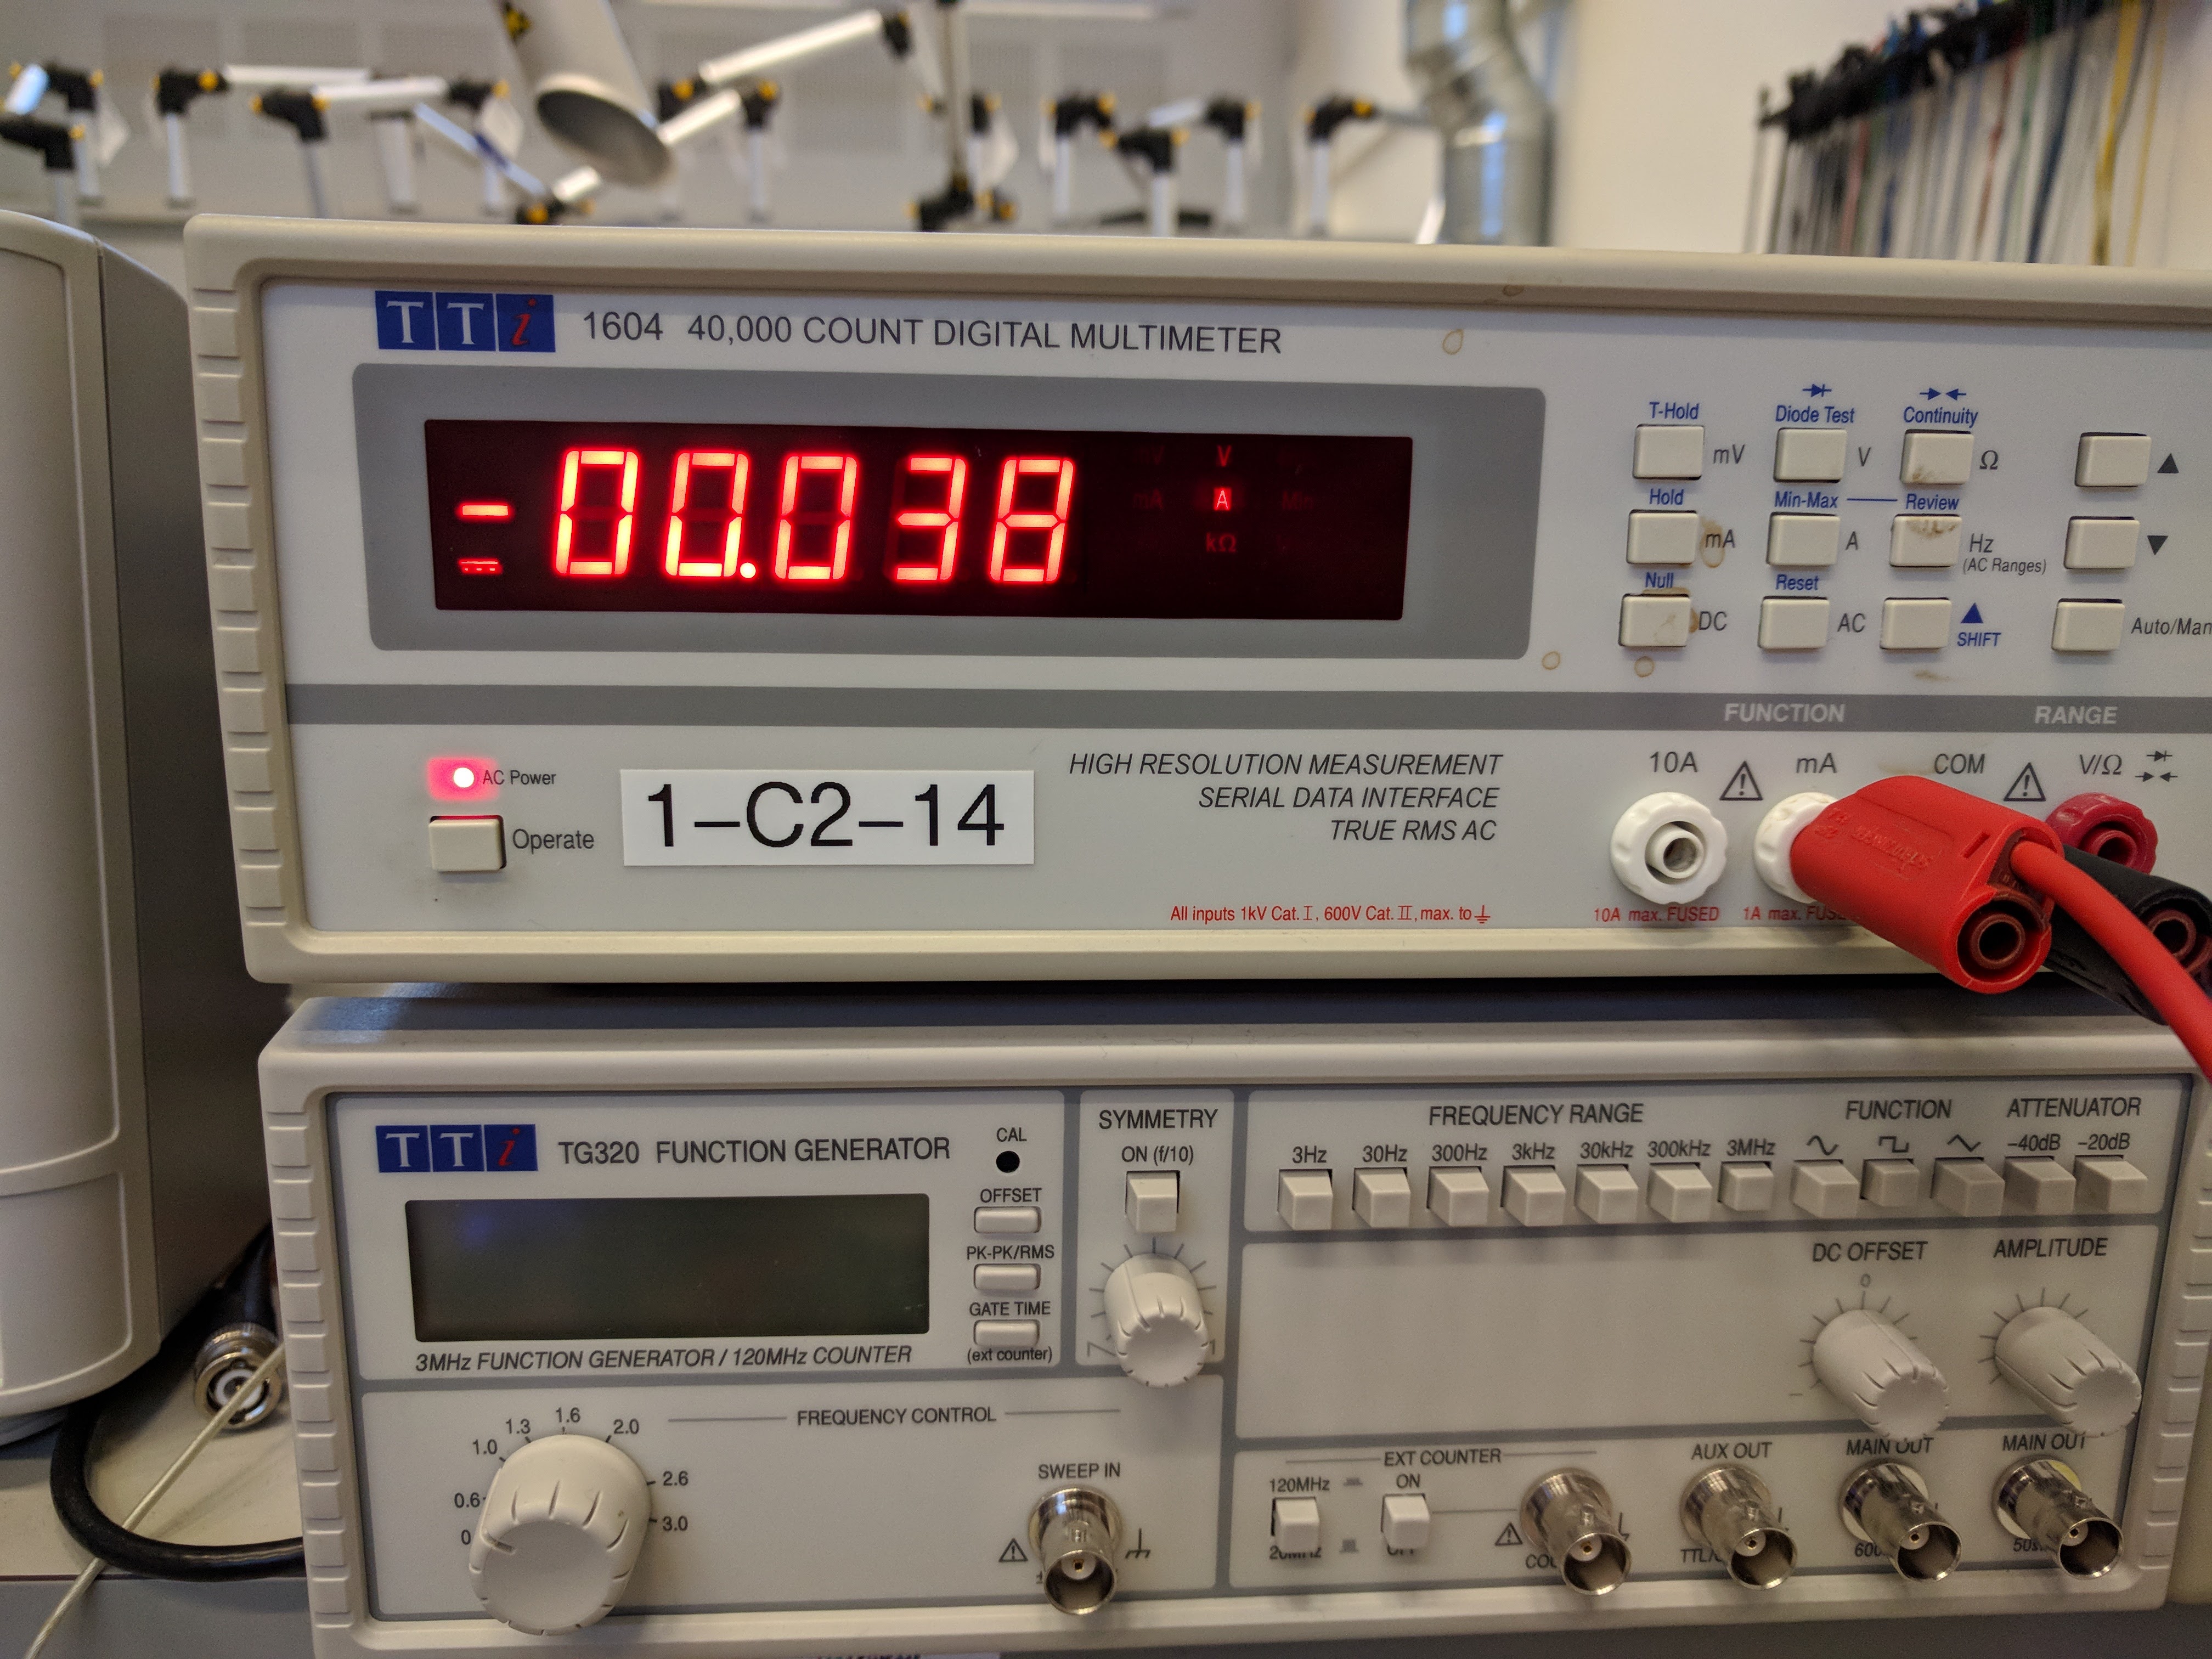 TTi 1604 40,000 COUNT DIGITAL MULTIMETER
-00.038
V
A
kΩ
T-Hold
mV
Diode Test
V
Continuity
Ω
▲
Hold
mA
Min-Max
A
Review
Hz
(AC Ranges)
▼
Null
DC
Reset
AC
▲
SHIFT
Auto/Man
FUNCTION
RANGE
AC Power
Operate
1-C2-14
HIGH RESOLUTION MEASUREMENT
SERIAL DATA INTERFACE
TRUE RMS AC
10A
mA
COM
V/Ω
All inputs 1kV Cat. I, 600V Cat. II, max. to
10A max. FUSED
1A max.
TTi TG320 FUNCTION GENERATOR
CAL
OFFSET
PK-PK/RMS
GATE TIME
(ext counter)
3MHz FUNCTION GENERATOR / 120MHz COUNTER
SYMMETRY
ON (f/10)
FREQUENCY RANGE
3Hz 30Hz 300Hz 3kHz 30kHz 300kHz 3MHz
FUNCTION
ATTENUATOR
-40dB -20dB
DC OFFSET
0
AMPLITUDE
FREQUENCY CONTROL
0 0.6 1.0 1.3 1.6 2.0 2.6 3.0
SWEEP IN
EXT COUNTER
120MHz
ON
AUX OUT
MAIN OUT
MAIN OUT